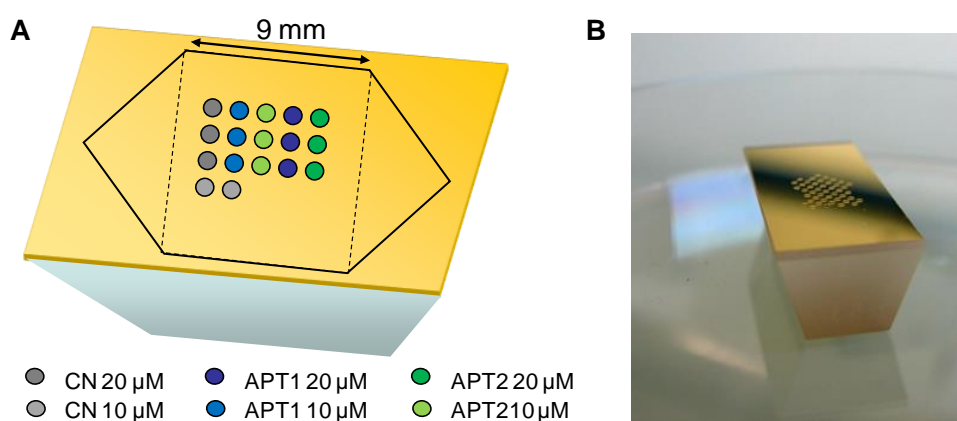 A
9 mm
B
CN 20 µM
APT1 20 µM
APT2 20 µM
CN 10 µM
APT1 10 µM
APT210 µM